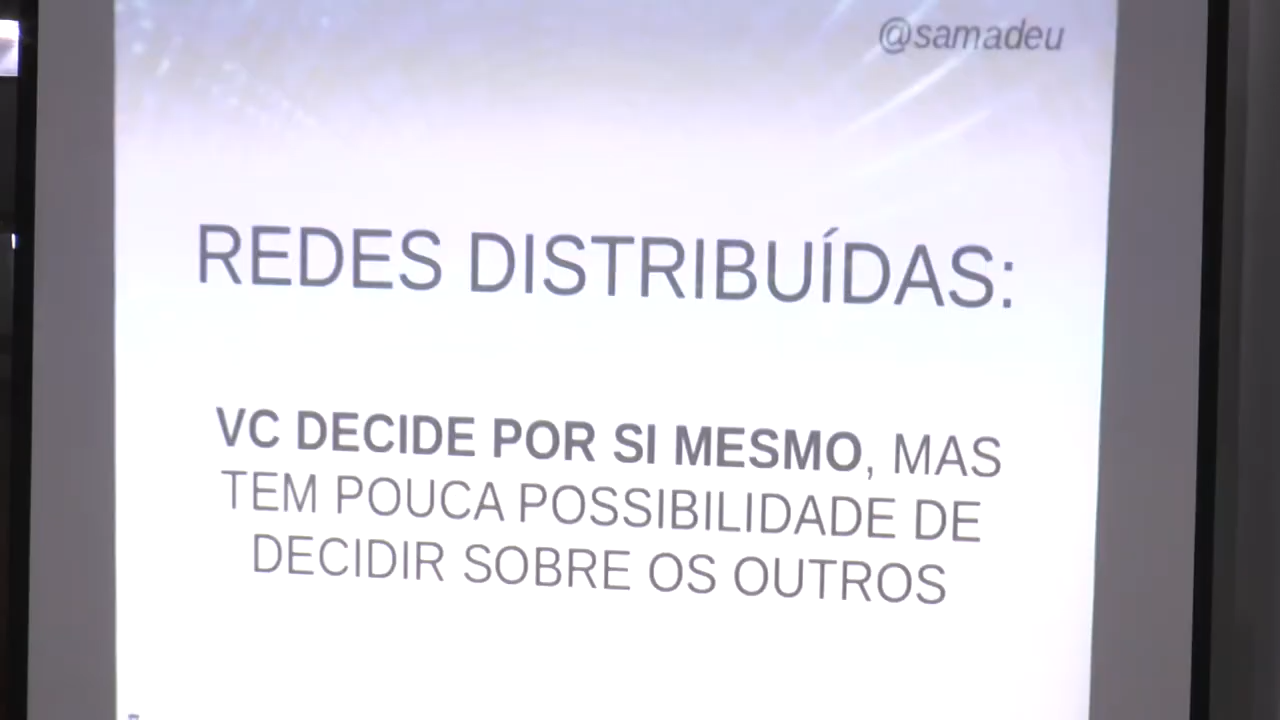 @samadeu
REDES DISTRIBUÍDAS:
VC DECIDE POR SI MESMO, MAS
TEM POUCA POSSIBILIDADE DE
DECIDIR SOBRE OS OUTROS